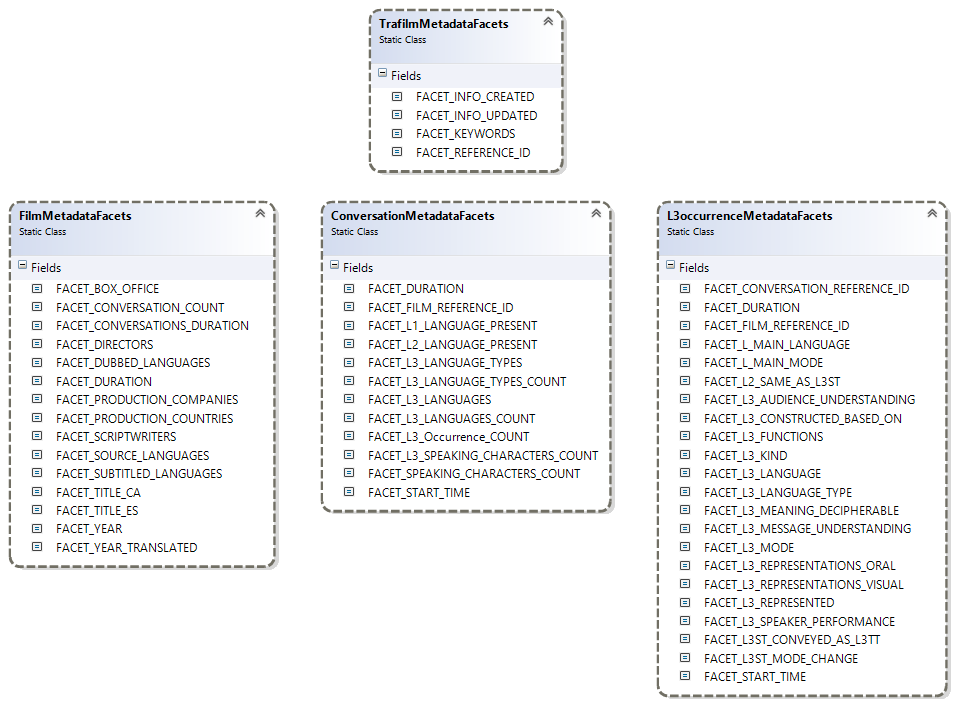 TrafilmMetadataFacets
Static Class
Fields
FACET_INFO_CREATED
FACET_INFO_UPDATED
FACET_KEYWORDS
FACET_REFERENCE_ID
FilmMetadataFacets
Static Class
Fields
FACET_BOX_OFFICE
FACET_CONVERSATION_COUNT
FACET_CONVERSATIONS_DURATION
FACET_DIRECTORS
FACET_DUBBED_LANGUAGES
FACET_DURATION
FACET_PRODUCTION_COMPANIES
FACET_PRODUCTION_COUNTRIES
FACET_SCRIPTWRITERS
FACET_SOURCE_LANGUAGES
FACET_SUBTITLED_LANGUAGES
FACET_TITLE_CA
FACET_TITLE_ES
FACET_YEAR
FACET_YEAR_TRANSLATED
ConversationMetadataFacets
Static Class
Fields
FACET_DURATION
FACET_FILM_REFERENCE_ID
FACET_L1_LANGUAGE_PRESENT
FACET_L2_LANGUAGE_PRESENT
FACET_L3_LANGUAGE_TYPES
FACET_L3_LANGUAGE_TYPES_COUNT
FACET_L3_LANGUAGES
FACET_L3_LANGUAGES_COUNT
FACET_L3_Occurrence_COUNT
FACET_L3_SPEAKING_CHARACTERS_COUNT
FACET_SPEAKING_CHARACTERS_COUNT
FACET_START_TIME
L3occurrenceMetadataFacets
Static Class
Fields
FACET_CONVERSATION_REFERENCE_ID
FACET_DURATION
FACET_FILM_REFERENCE_ID
FACET_L_MAIN_LANGUAGE
FACET_L_MAIN_MODE
FACET_L2_SAME_AS_L3ST
FACET_L3_AUDIENCE_UNDERSTANDING
FACET_L3_CONSTRUCTED_BASED_ON
FACET_L3_FUNCTIONS
FACET_L3_KIND
FACET_L3_LANGUAGE
FACET_L3_LANGUAGE_TYPE
FACET_L3_MEANING_DECIPHERABLE
FACET_L3_MESSAGE_UNDERSTANDING
FACET_L3_MODE
FACET_L3_REPRESENTATIONS_ORAL
FACET_L3_REPRESENTATIONS_VISUAL
FACET_L3_REPRESENTED
FACET_L3_SPEAKER_PERFORMANCE
FACET_L3ST_CONVEYED_AS_L3TT
FACET_L3ST_MODE_CHANGE
FACET_START_TIME